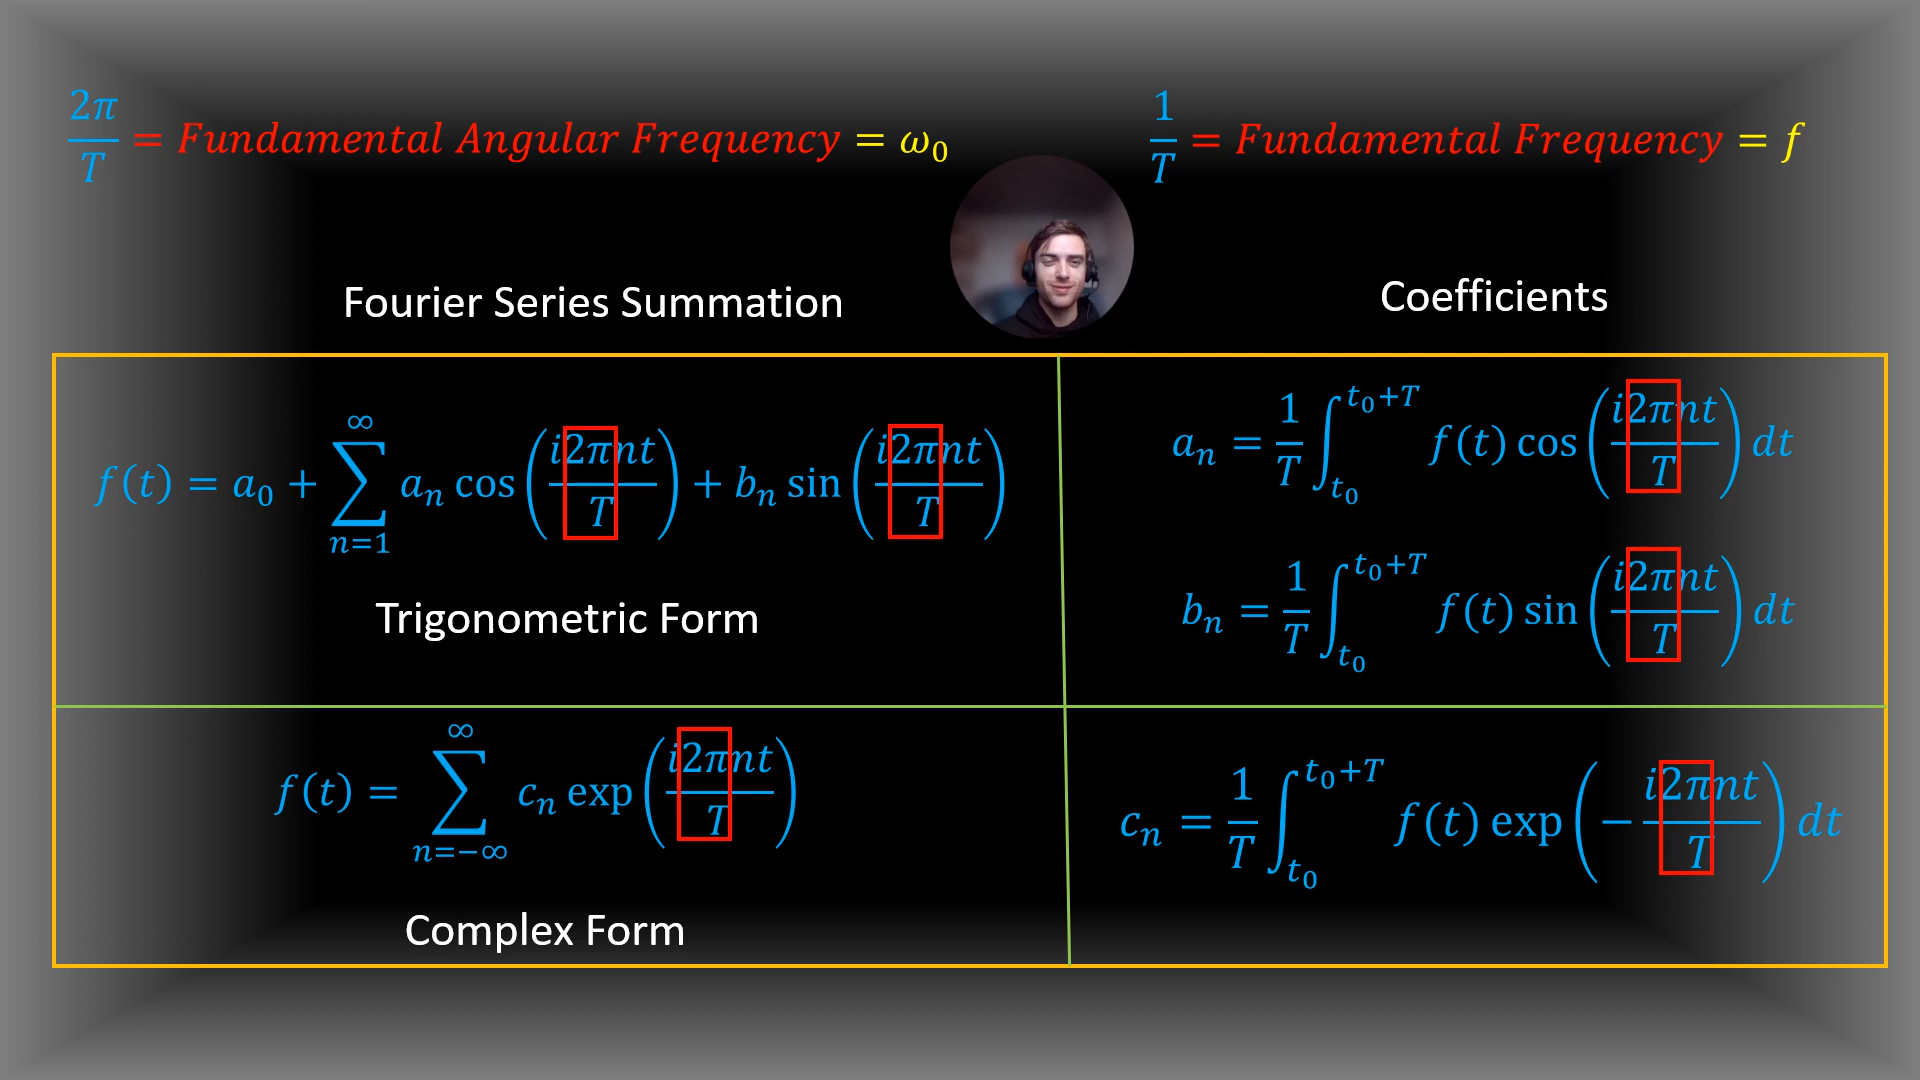 2π/T = Fundamental Angular Frequency = ω₀
1/T = Fundamental Frequency = f
Fourier Series Summation
Coefficients
f(t) = a₀ + ∑_{n=1}^{∞} aₙ cos(i2πnt/T) + bₙ sin(i2πnt/T)
Trigonometric Form
aₙ = 1/T ∫_{t₀}^{t₀+T} f(t) cos(i2πnt/T) dt
bₙ = 1/T ∫_{t₀}^{t₀+T} f(t) sin(i2πnt/T) dt
f(t) = ∑_{n=-∞}^{∞} cₙ exp(i2πnt/T)
Complex Form
cₙ = 1/T ∫_{t₀}^{t₀+T} f(t) exp(−i2πnt/T) dt